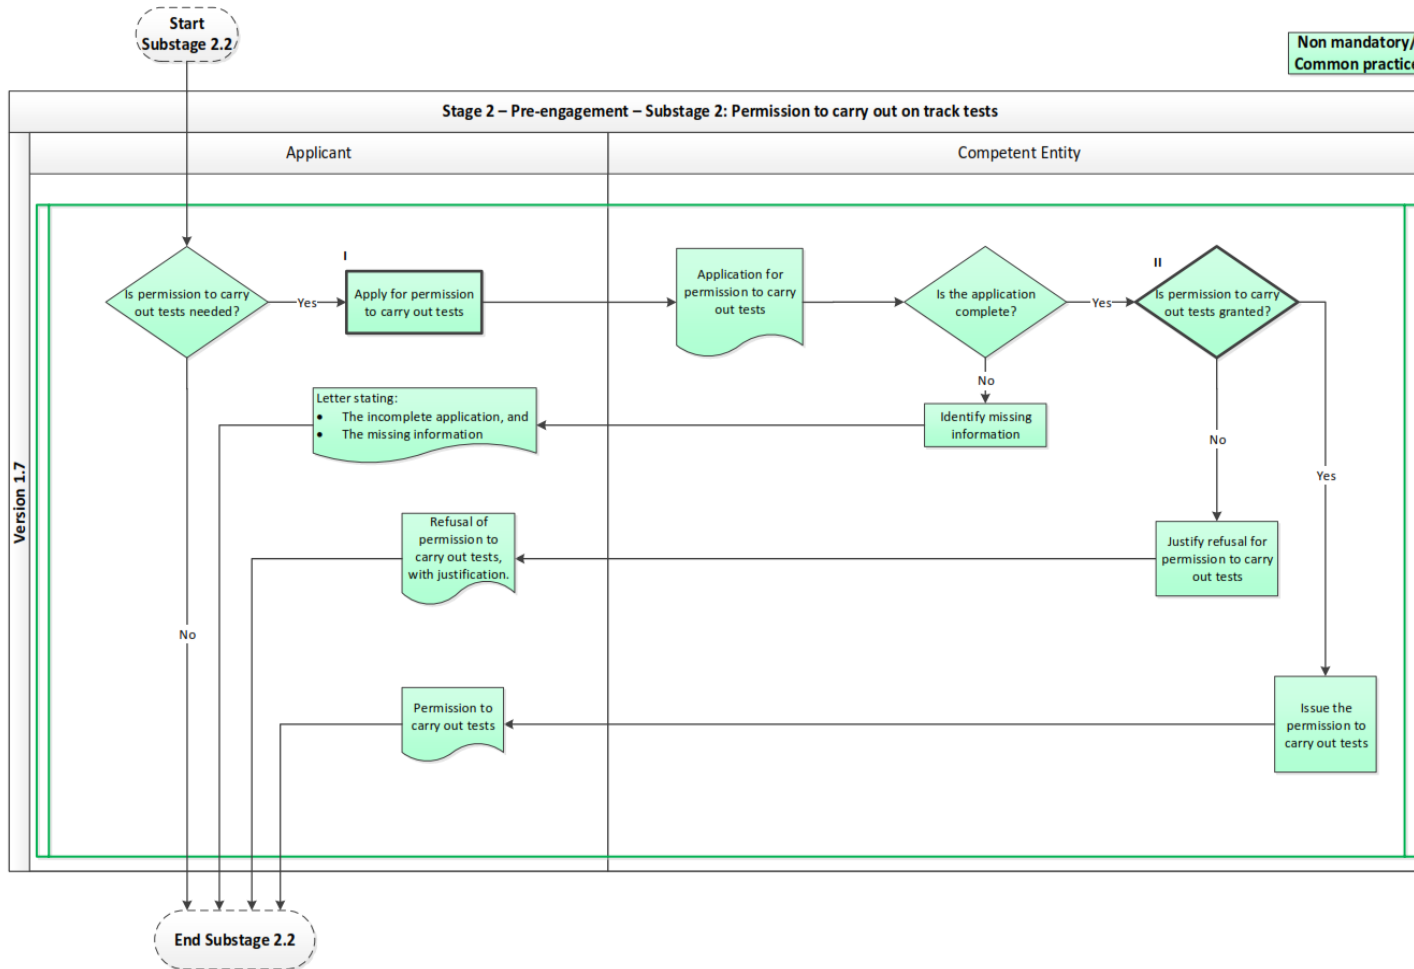 Start
Substage 2.2
Non mandatory/
Common practice
Stage 2 – Pre-engagement – Substage 2: Permission to carry out on track tests
Applicant
Competent Entity
Version 1.7
Is permission to carry
out tests needed?
Yes
I
Apply for permission
to carry out tests
Application for
permission to carry
out tests
Is the application
complete?
Yes
II
Is permission to carry
out tests granted?
No
Letter stating:
• The incomplete application, and
• The missing information
Identify missing
information
No
Yes
Refusal of
permission to
carry out tests,
with justification.
Justify refusal for
permission to carry
out tests
No
Permission to
carry out tests
Issue the
permission to
carry out tests
End Substage 2.2